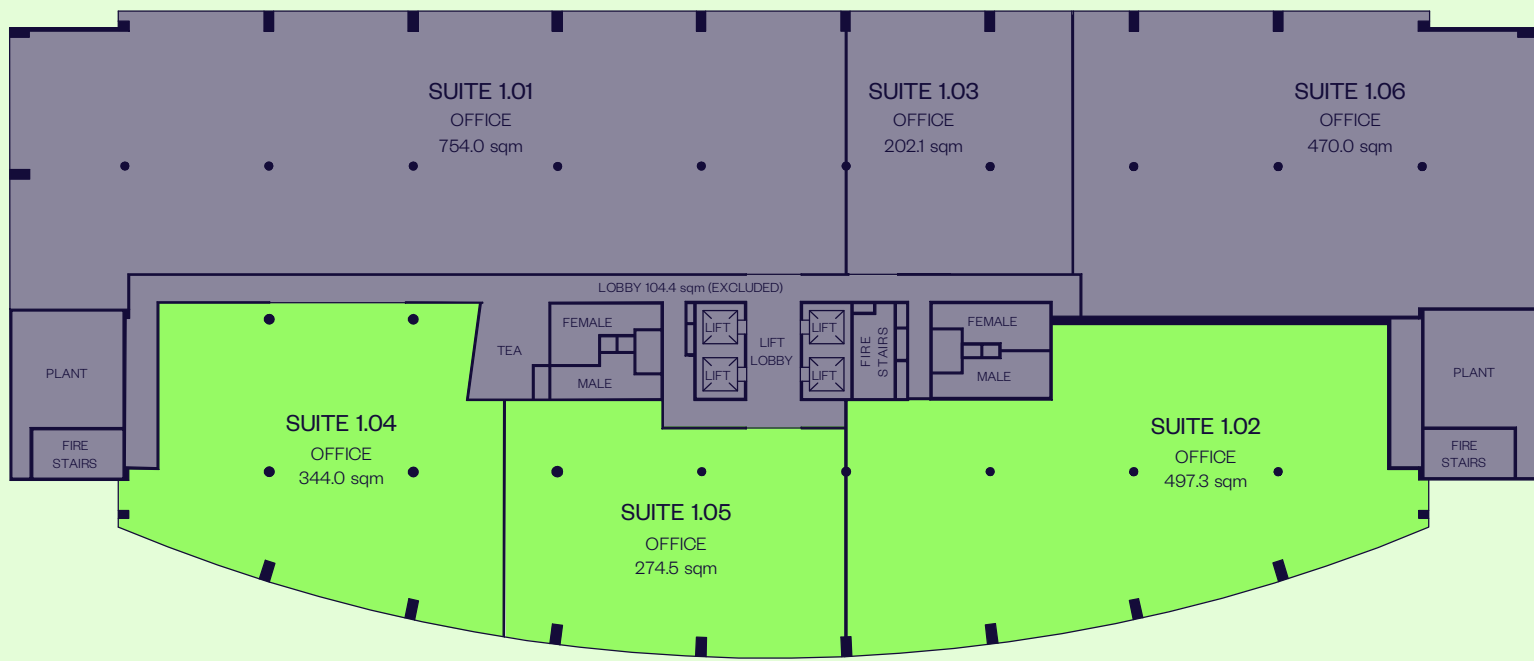 SUITE 1.01
OFFICE
754.0 sqm
SUITE 1.03
OFFICE
202.1 sqm
SUITE 1.06
OFFICE
470.0 sqm
LOBBY 104.4 sqm (EXCLUDED)
PLANT
FIRE
STAIRS
TEA
FEMALE
MALE
LIFT
LIFT
LIFT
LOBBY
LIFT
LIFT
FIRE
STAIRS
FEMALE
MALE
PLANT
FIRE
STAIRS
SUITE 1.04
OFFICE
344.0 sqm
SUITE 1.05
OFFICE
274.5 sqm
SUITE 1.02
OFFICE
497.3 sqm